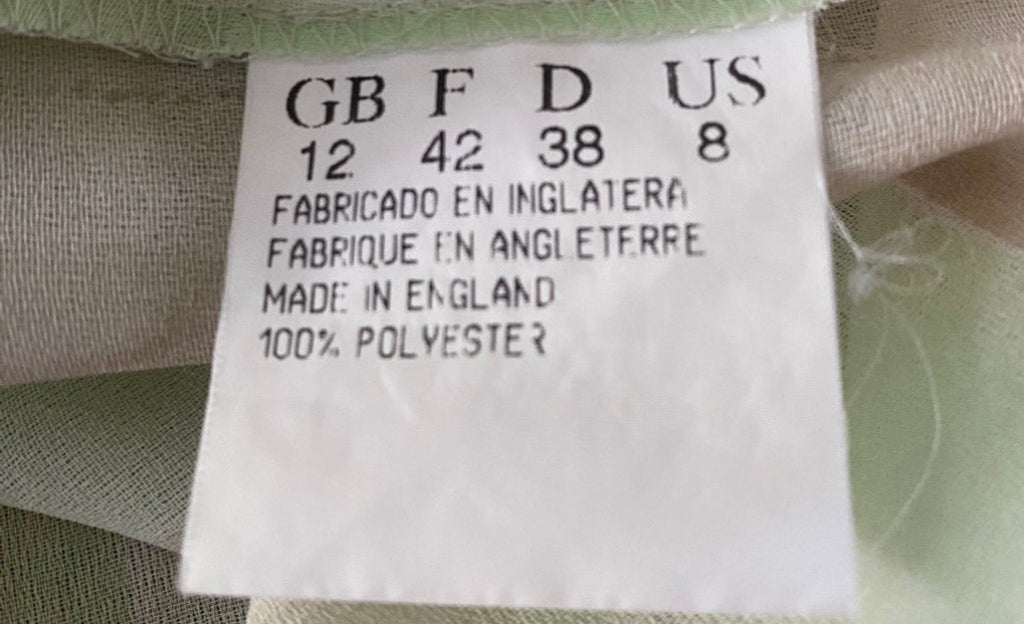 GB F D US
12 42 38 8
FABRICADO EN INGLATERA
FABRIQUE EN ANGLETERRE
MADE IN ENGLAND
100% POLYESTER